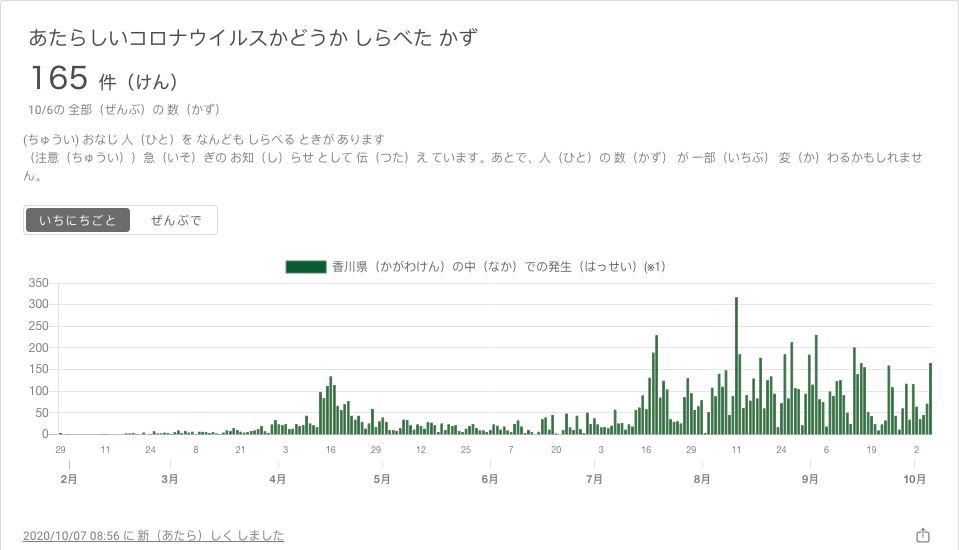 あたらしいコロナウイルスかどうか しらべた かず
165 件（けん）
10/6の 全部（ぜんぶ）の 数（かず）
(ちゅうい) おなじ 人（ひと）を なんども しらべる ときが あります
（注意（ちゅうい））急（いそ）ぎの お知（し）らせ として 伝（つた）え ています。あとで、人（ひと）の 数（かず） が 一部（いちぶ） 変（か）わるかもしれませ
ん。
いちにちごと ぜんぶで
香川県（かがわけん）の中（なか）での発生（はっせい）(※1)
350
300
250
200
150
100
50
0
29 11 24 8 21 3 16 29 12 25 7 20 3 16 29 11 24 6 19 2
2月 3月 4月 5月 6月 7月 8月 9月 10月
2020/10/07 08:56 に 新（あたら）しく しました